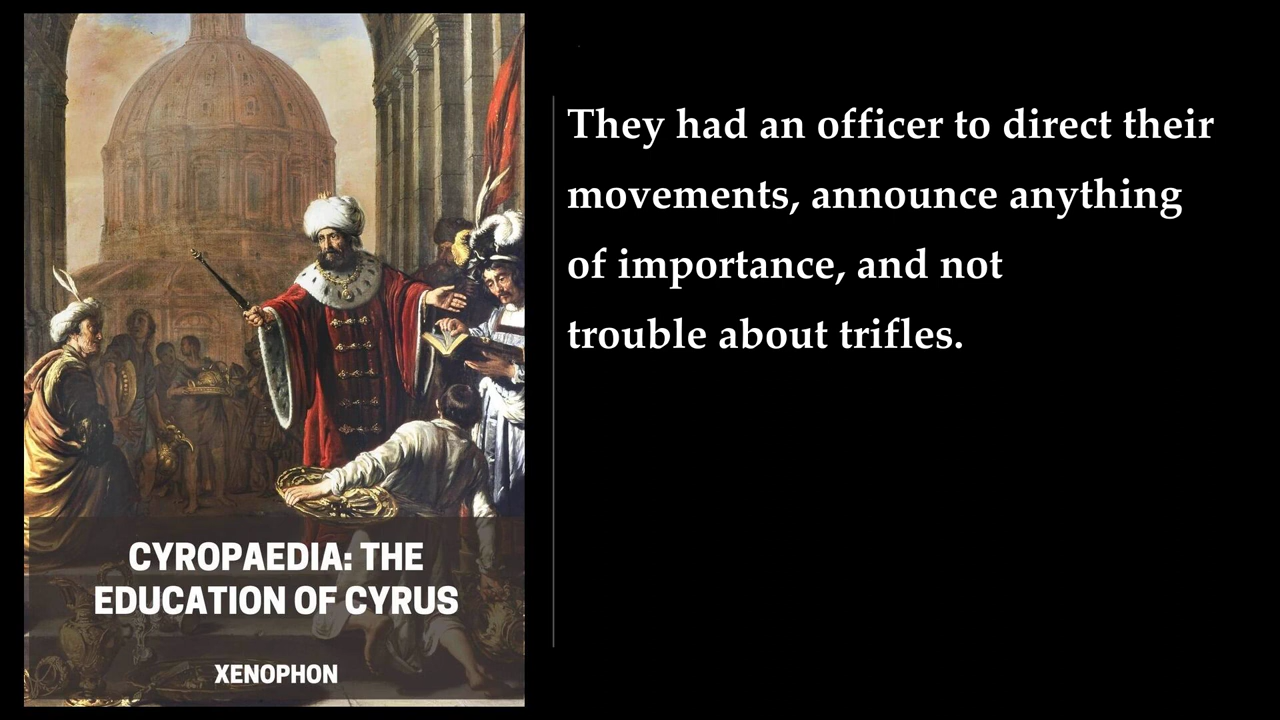 CYROPAEDIA: THE
EDUCATION OF CYRUS
XENOPHON
They had an officer to direct their
movements, announce anything
of importance, and not
trouble about trifles.